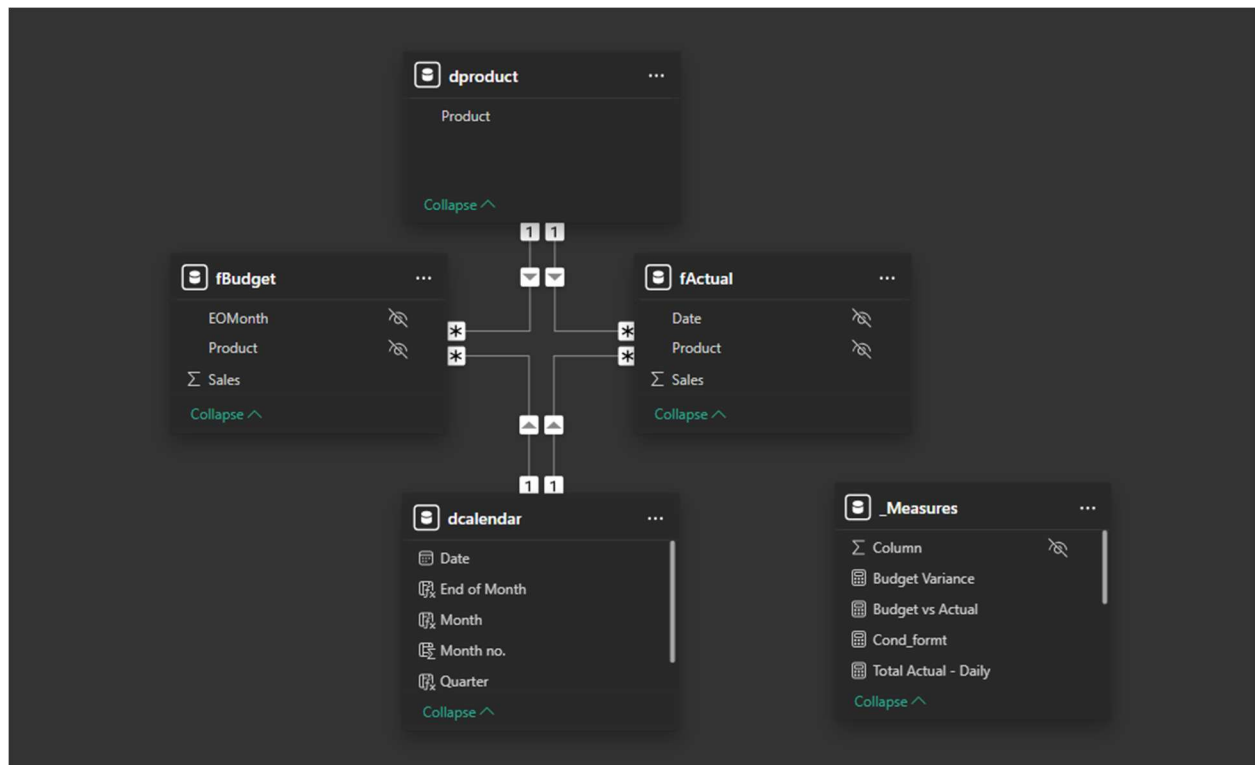 dproduct
Product
Collapse
1 1
fBudget
EOMonth
Product
Σ Sales
Collapse
* *
fActual
Date
Product
Σ Sales
Collapse
* *
1 1
dcalendar
Date
End of Month
Month
Month no.
Quarter
Collapse
_Measures
Σ Column
Budget Variance
Budget vs Actual
Cond_formt
Total Actual - Daily
Collapse